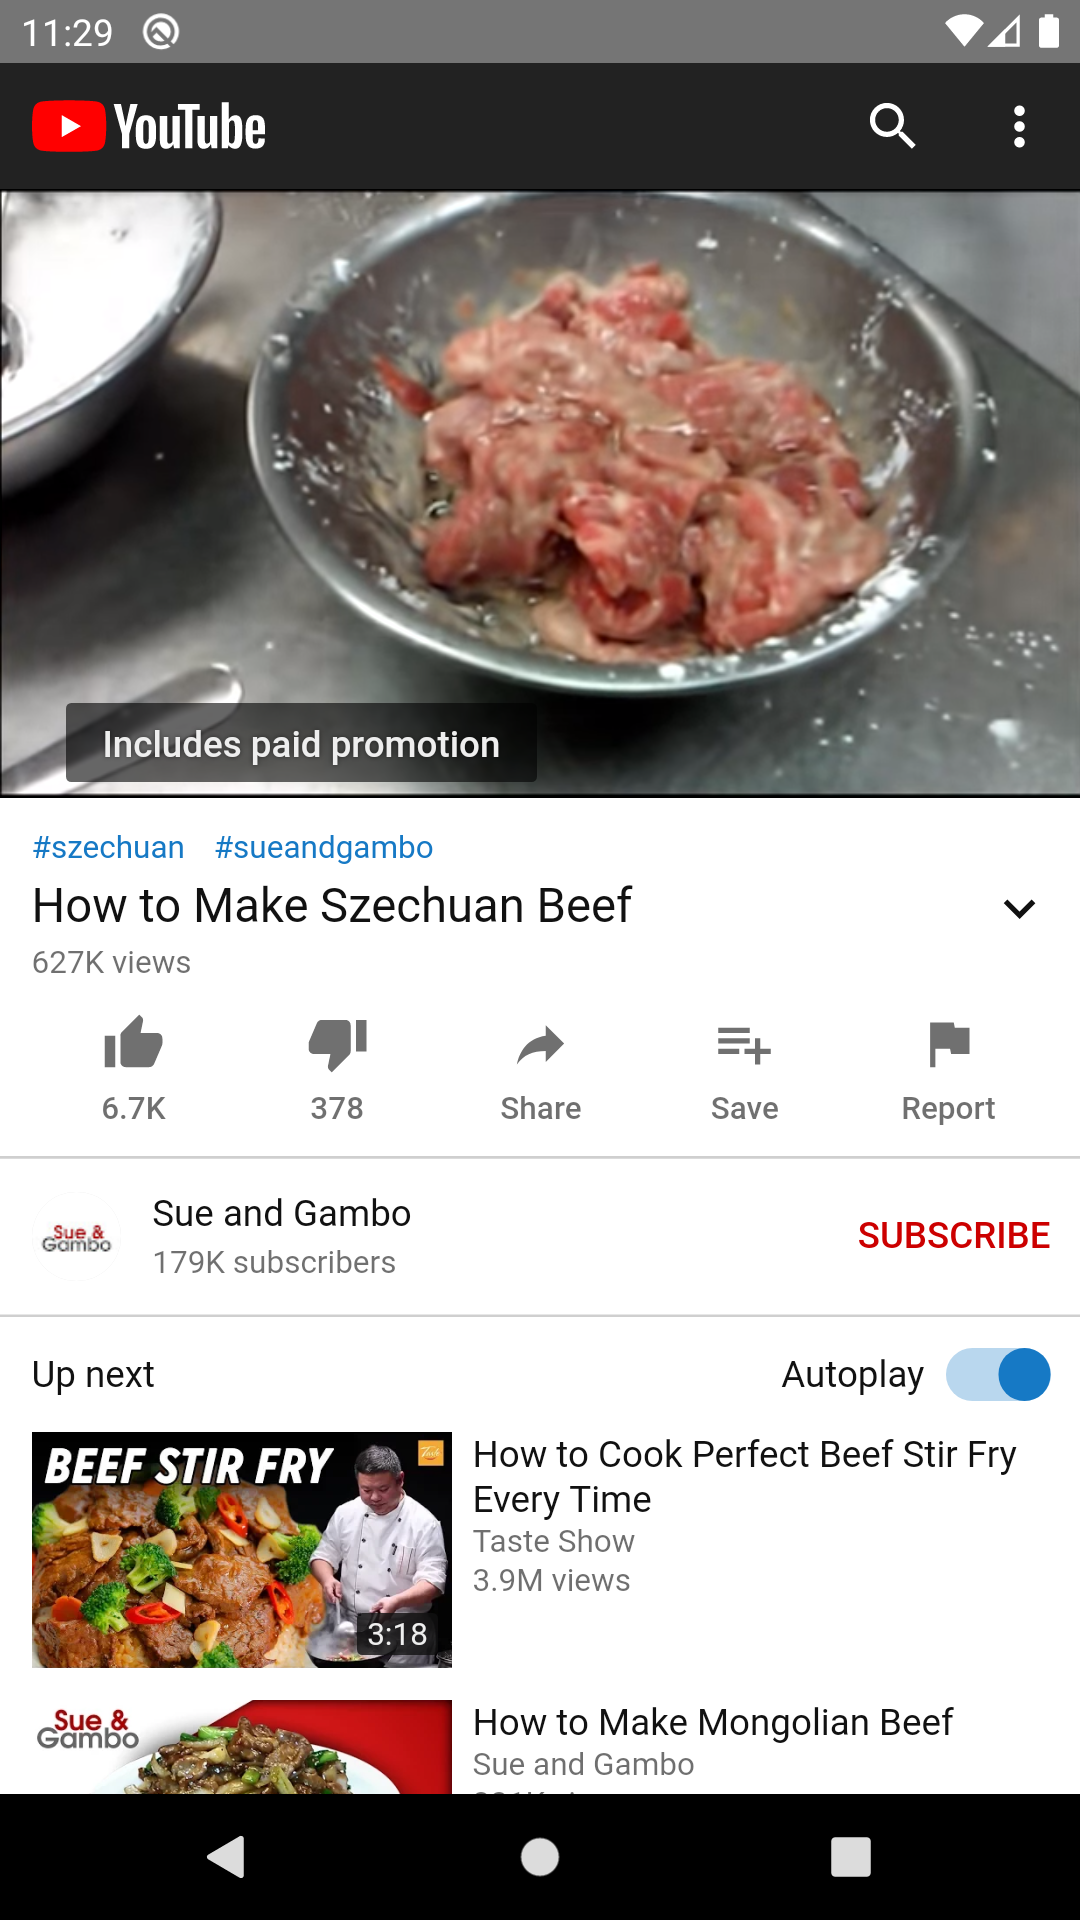 11:29
YouTube
Includes paid promotion
#szechuan #sueandgambo
How to Make Szechuan Beef
627K views
6.7K 378 Share Save Report
Sue &
Gambo
Sue and Gambo
179K subscribers
SUBSCRIBE
Up next
Autoplay
BEEF STIR FRY
Taste
3:18
How to Cook Perfect Beef Stir Fry
Every Time
Taste Show
3.9M views
Sue &
Gambo
How to Make Mongolian Beef
Sue and Gambo